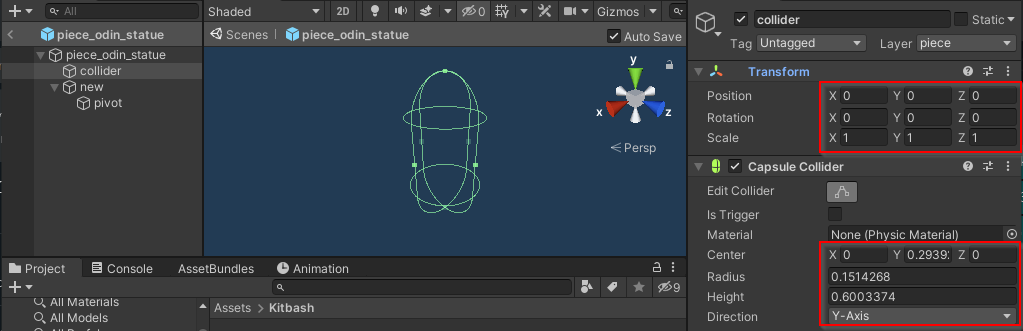 All
piece_odin_statue
piece_odin_statue
collider
new
pivot
Shaded
2D
0
Gizmos
Scenes
piece_odin_statue
Auto Save
y
x
z
Persp
Project
Console
AssetBundles
Animation
9
All Materials
All Models
Assets
Kitbash
collider
Static
Tag
Untagged
Layer
piece
Transform
Position
X 0 Y 0 Z 0
Rotation
X 0 Y 0 Z 0
Scale
X 1 Y 1 Z 1
Capsule Collider
Edit Collider
Is Trigger
Material
None (Physic Material)
Center
X 0 Y 0.2939 Z 0
Radius
0.1514268
Height
0.6003374
Direction
Y-Axis